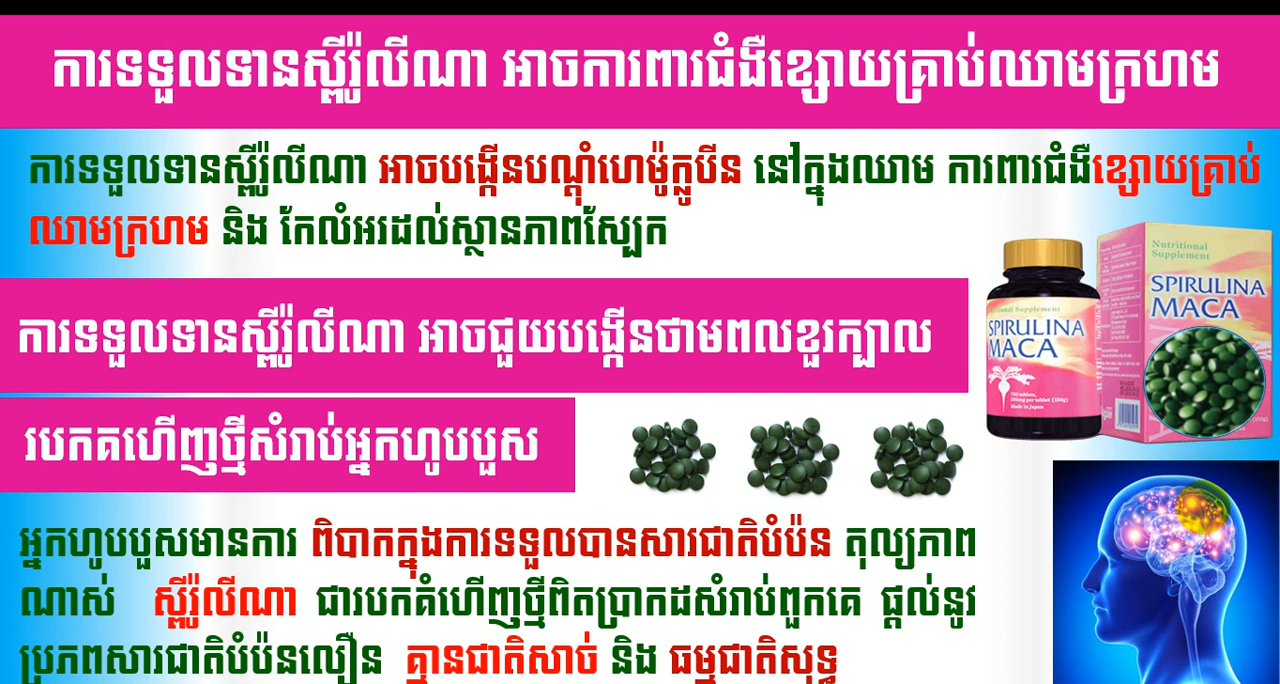 ការទទួលទានស្ពីរ៉ូលីណា អាចការពារជំងឺខ្សោយគ្រាប់ឈាមក្រហម
ការទទួលទានស្ពីរ៉ូលីណា អាចបង្កើនបណ្តុំហេម៉ូក្លូប៊ីន នៅក្នុងឈាម ការពារជំងឺខ្សោយគ្រាប់
ឈាមក្រហម និង កែលំអរដល់ស្ថានភាពស្បែក
Nutritional
Supplement
SPIRULINA
MACA
Nutritional Supplement
SPIRULINA
MACA
Made in Japan
ការទទួលទានស្ពីរ៉ូលីណា អាចជួយបង្កើនថាមពលខួរក្បាល
របកគហើញថ្មីសំរាប់អ្នកហូបបួស
អ្នកហូបបួសមានការ ពិបាកក្នុងការទទួលបានសារជាតិបំប៉ន តុល្យភាព
ណាស់ ស្ពីរ៉ូលីណា ជារបកគំហើញថ្មីពិតប្រាកដសំរាប់ពួកគេ ផ្តល់នូវ
ប្រភពសារជាតិបំប៉នលឿន គ្មានជាតិសាច់ និង ធម្មជាតិសុទ្ធ